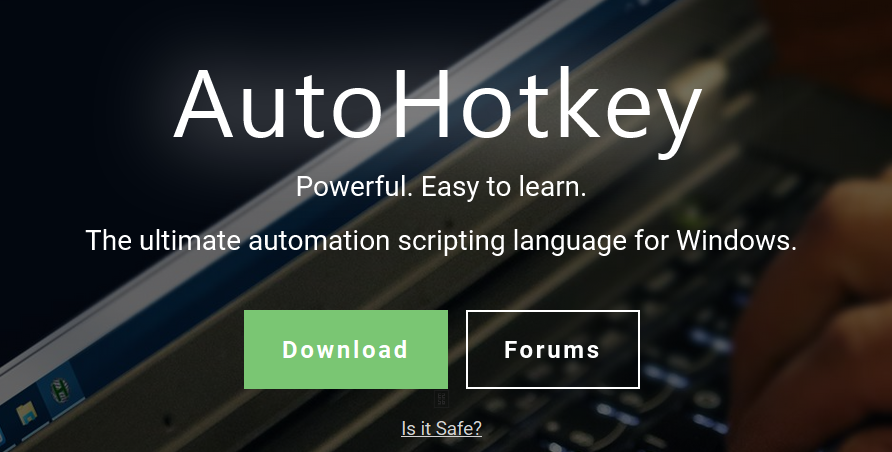 AutoHotkey
Powerful. Easy to learn.
The ultimate automation scripting language for Windows.
Download
Forums
Is it Safe?